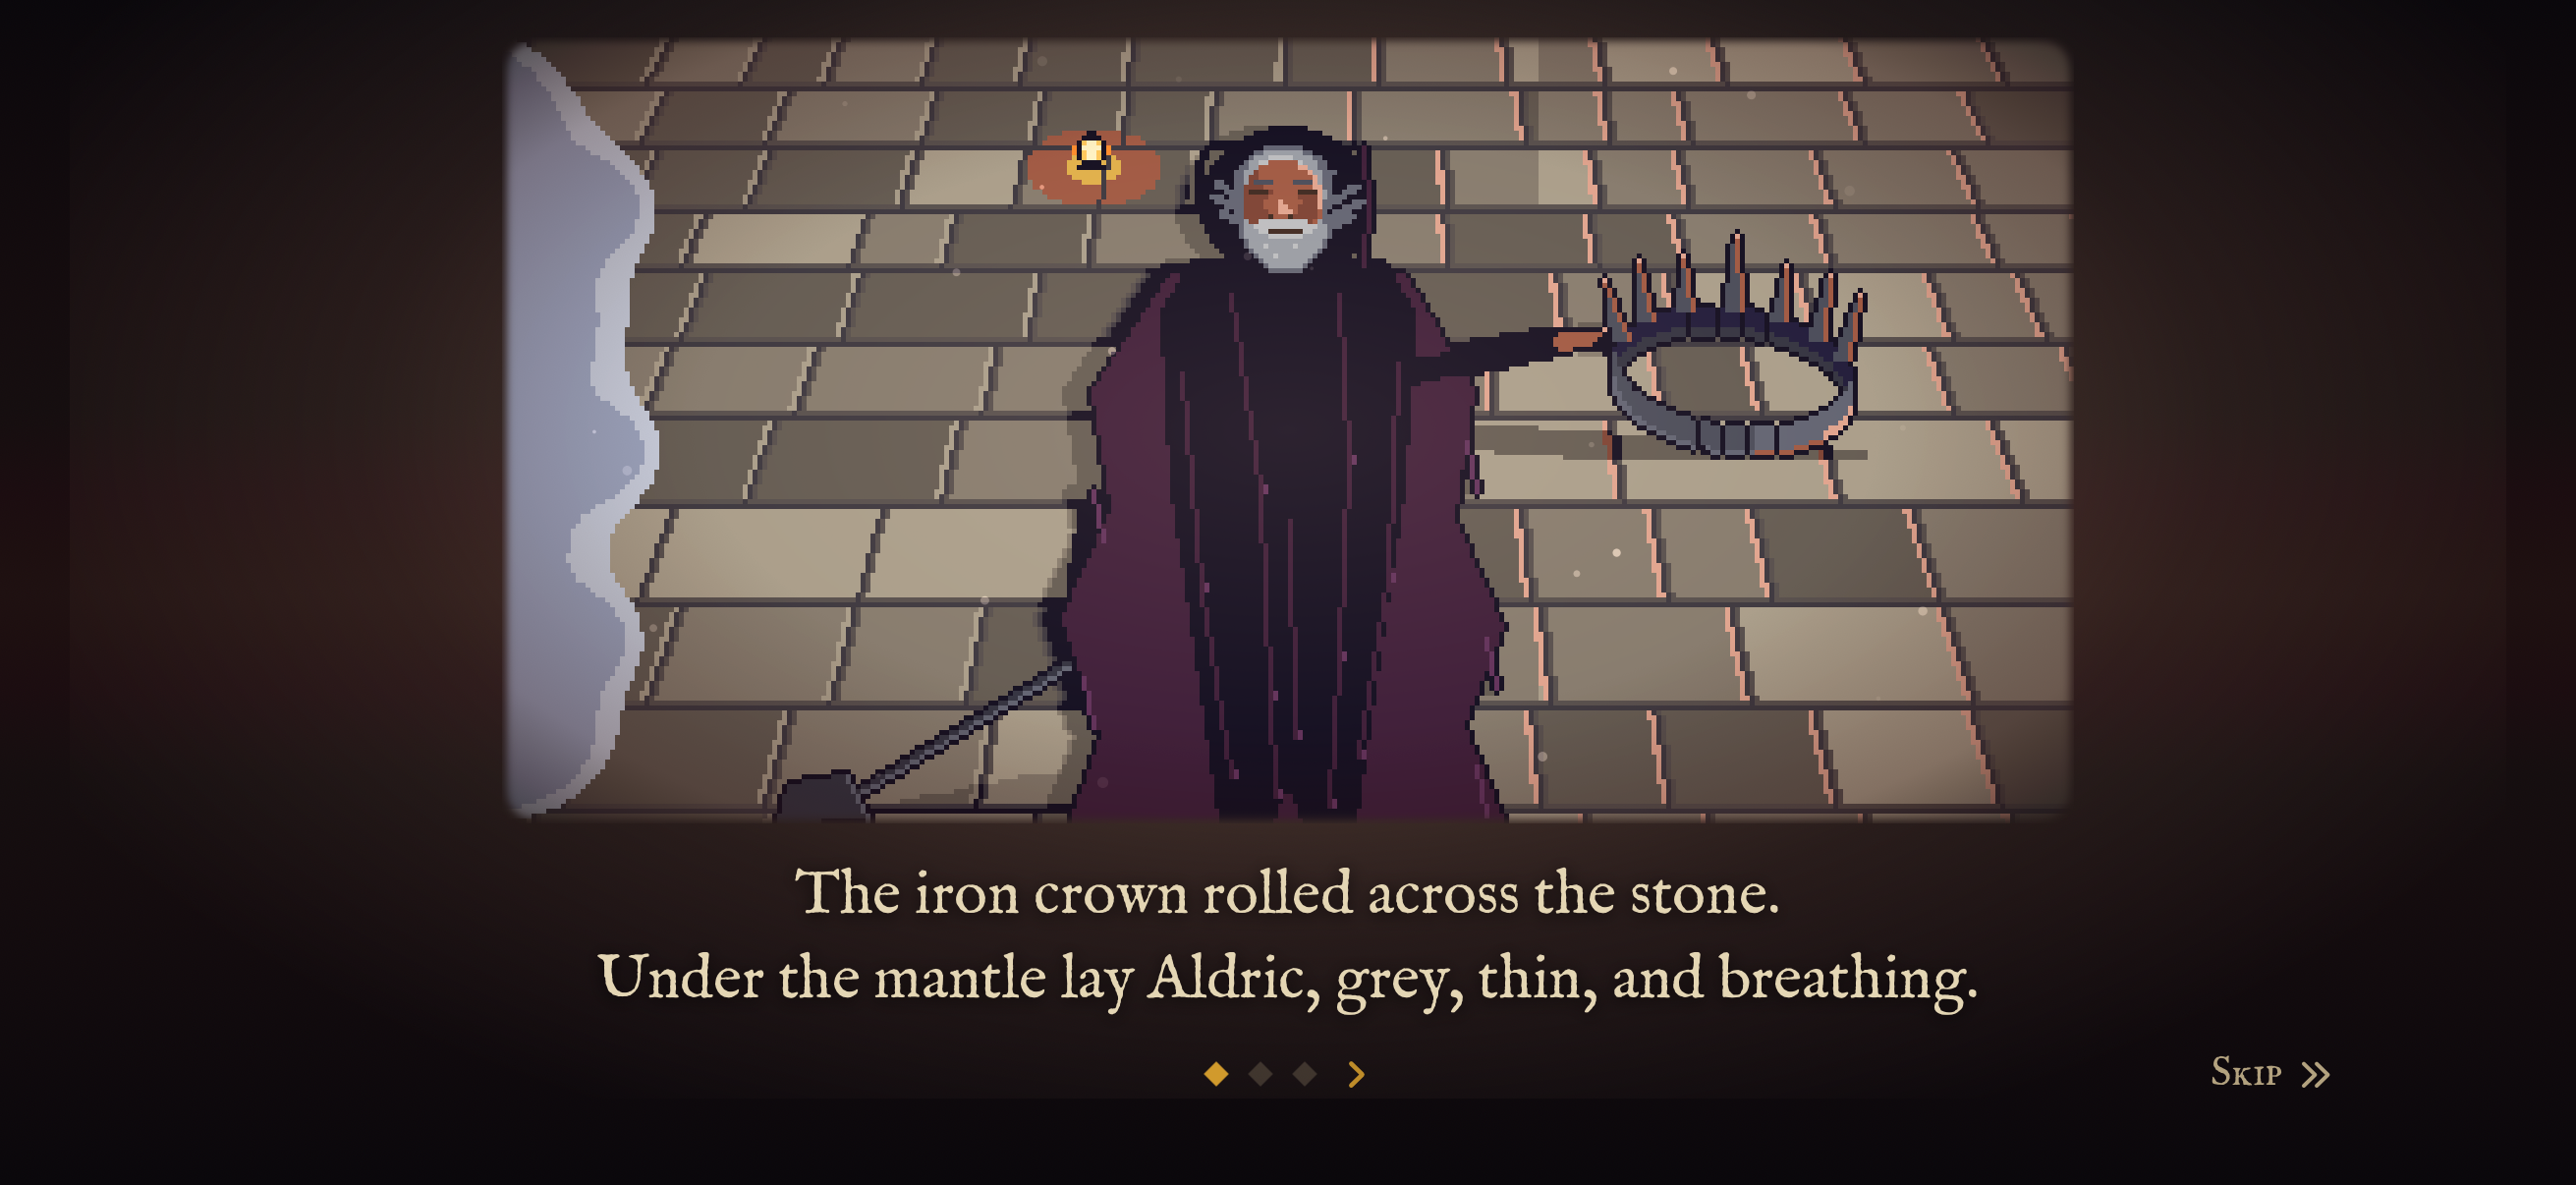 The iron crown rolled across the stone.
Under the mantle lay Aldric, grey, thin, and breathing.
Skip